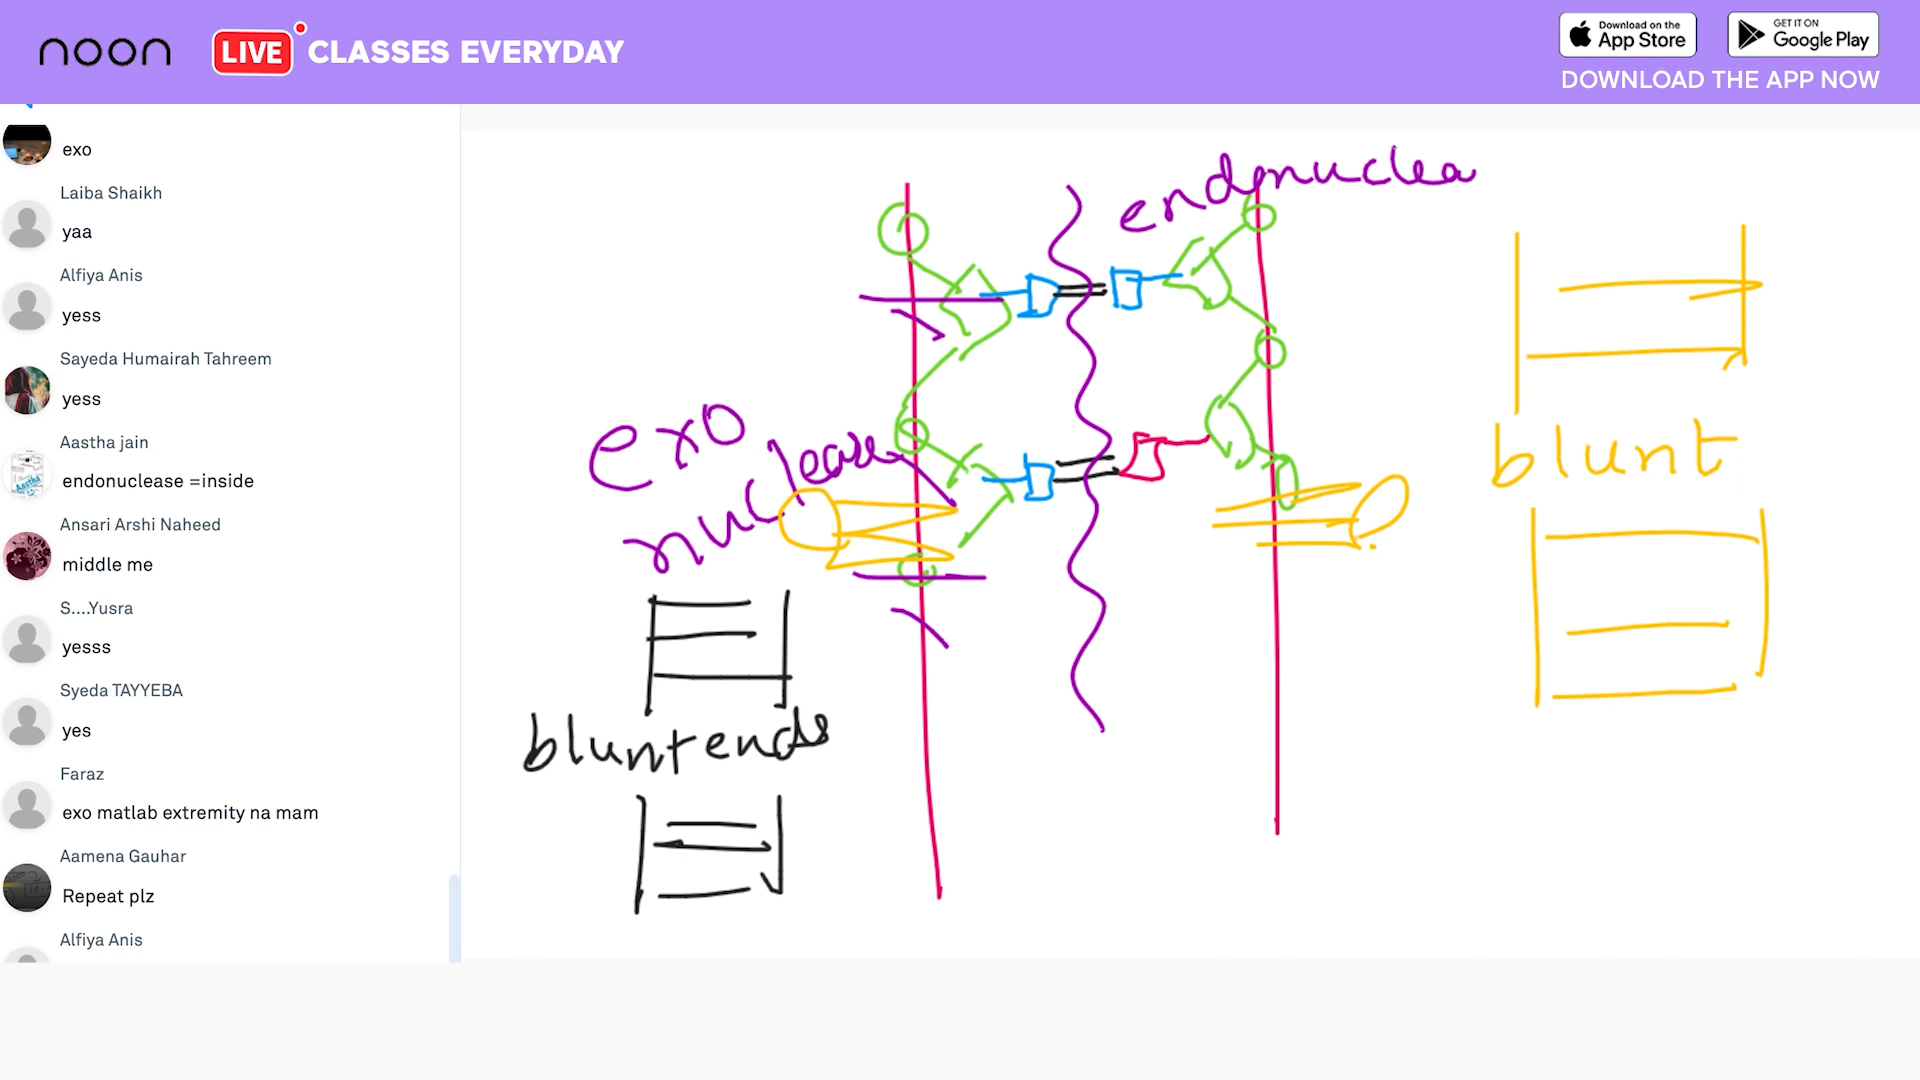 noon LIVE CLASSES EVERYDAY
Download on the App Store
GET IT ON Google Play
DOWNLOAD THE APP NOW
exo
Laiba Shaikh
yaa
Alfiya Anis
yess
Sayeda Humairah Tahreem
yess
Aastha jain
endonuclease =inside
Ansari Arshi Naheed
middle me
S....Yusra
yesss
Syeda TAYYEBA
yes
Faraz
exo matlab extremity na mam
Aamena Gauhar
Repeat plz
Alfiya Anis
endonuclea
exo
nuclease
blunt ends
blunt